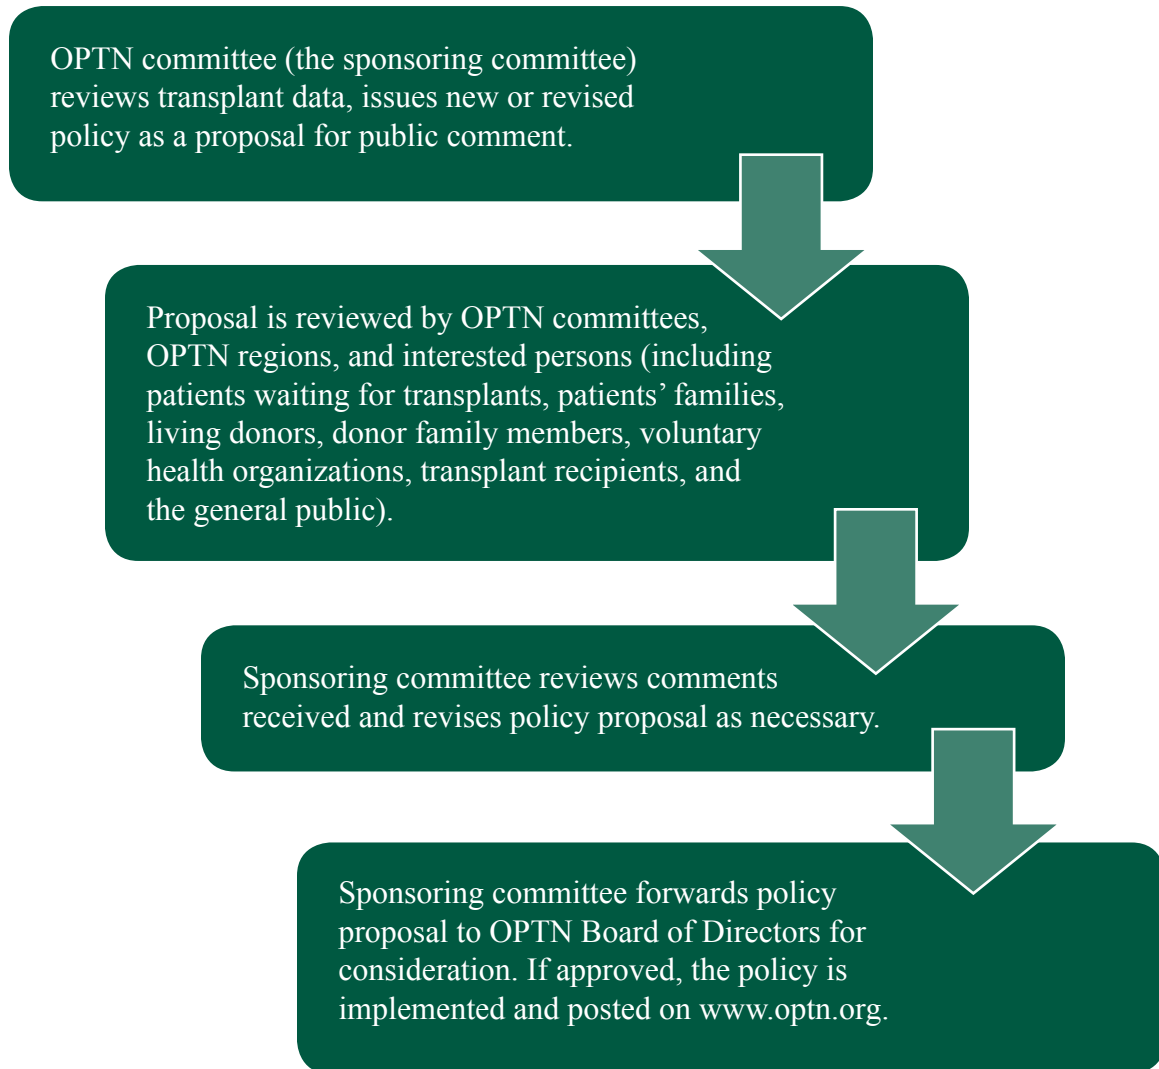 OPTN committee (the sponsoring committee)
reviews transplant data, issues new or revised
policy as a proposal for public comment.
Proposal is reviewed by OPTN committees,
OPTN regions, and interested persons (including
patients waiting for transplants, patients’ families,
living donors, donor family members, voluntary
health organizations, transplant recipients, and
the general public).
Sponsoring committee reviews comments
received and revises policy proposal as necessary.
Sponsoring committee forwards policy
proposal to OPTN Board of Directors for
consideration. If approved, the policy is
implemented and posted on www.optn.org.